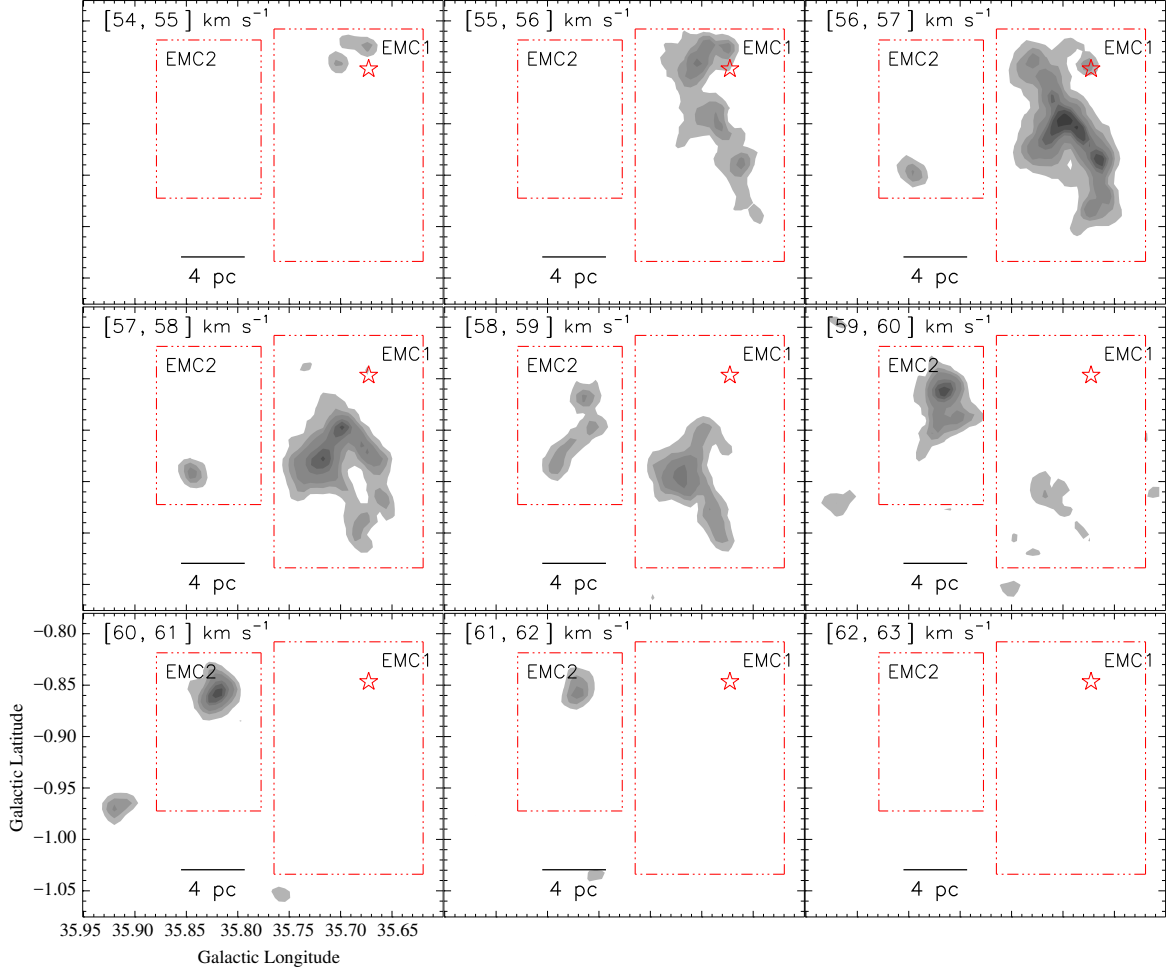 [54, 55] km s⁻¹
EMC1
EMC2
4 pc
[55, 56] km s⁻¹
EMC1
EMC2
4 pc
[56, 57] km s⁻¹
EMC1
EMC2
4 pc
[57, 58] km s⁻¹
EMC1
EMC2
4 pc
[58, 59] km s⁻¹
EMC1
EMC2
4 pc
[59, 60] km s⁻¹
EMC1
EMC2
4 pc
[60, 61] km s⁻¹
EMC1
EMC2
4 pc
[61, 62] km s⁻¹
EMC1
EMC2
4 pc
[62, 63] km s⁻¹
EMC1
EMC2
4 pc
−0.80
−0.85
−0.90
−0.95
−1.00
−1.05
Galactic Latitude
35.95 35.90 35.85 35.80 35.75 35.70 35.65
Galactic Longitude